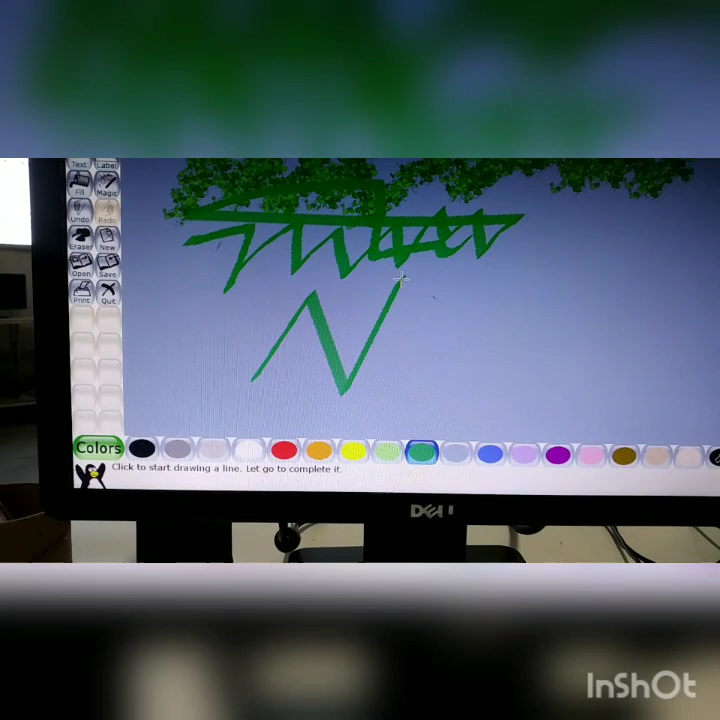 Text Label
Fill Magic
Undo Redo
Eraser New
Open Save
Print Quit
N
Colors
Click to start drawing a line. Let go to complete it.
DELL
InShOt